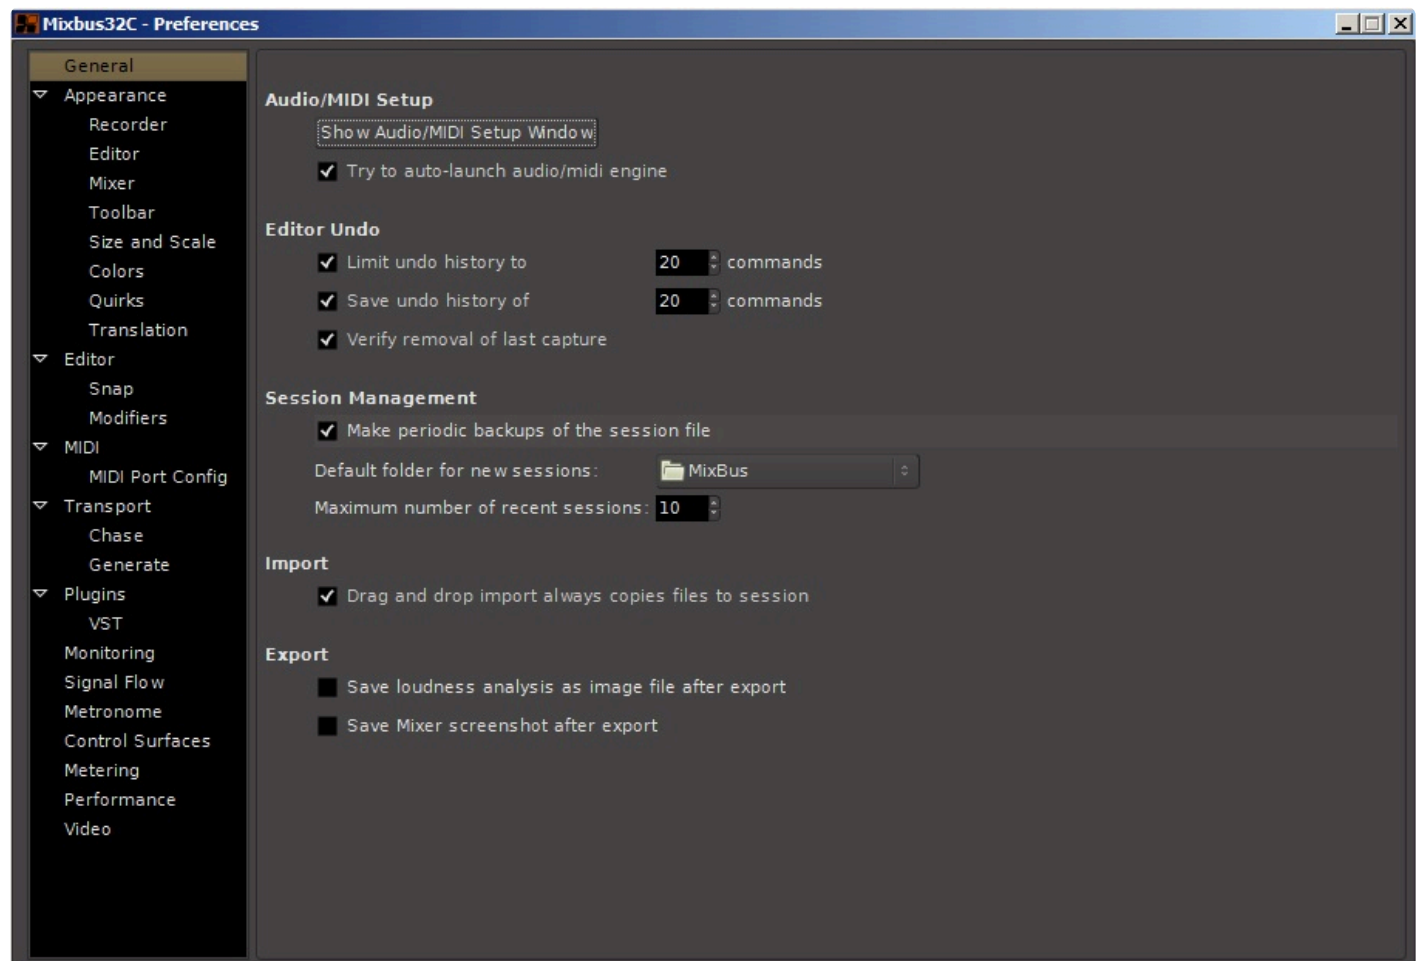 Mixbus32C - Preferences
General
Appearance
Recorder
Editor
Mixer
Toolbar
Size and Scale
Colors
Quirks
Translation
Editor
Snap
Modifiers
MIDI
MIDI Port Config
Transport
Chase
Generate
Plugins
VST
Monitoring
Signal Flow
Metronome
Control Surfaces
Metering
Performance
Video
Audio/MIDI Setup
Show Audio/MIDI Setup Window
Try to auto-launch audio/midi engine
Editor Undo
Limit undo history to 20 commands
Save undo history of 20 commands
Verify removal of last capture
Session Management
Make periodic backups of the session file
Default folder for new sessions: MixBus
Maximum number of recent sessions: 10
Import
Drag and drop import always copies files to session
Export
Save loudness analysis as image file after export
Save Mixer screenshot after export